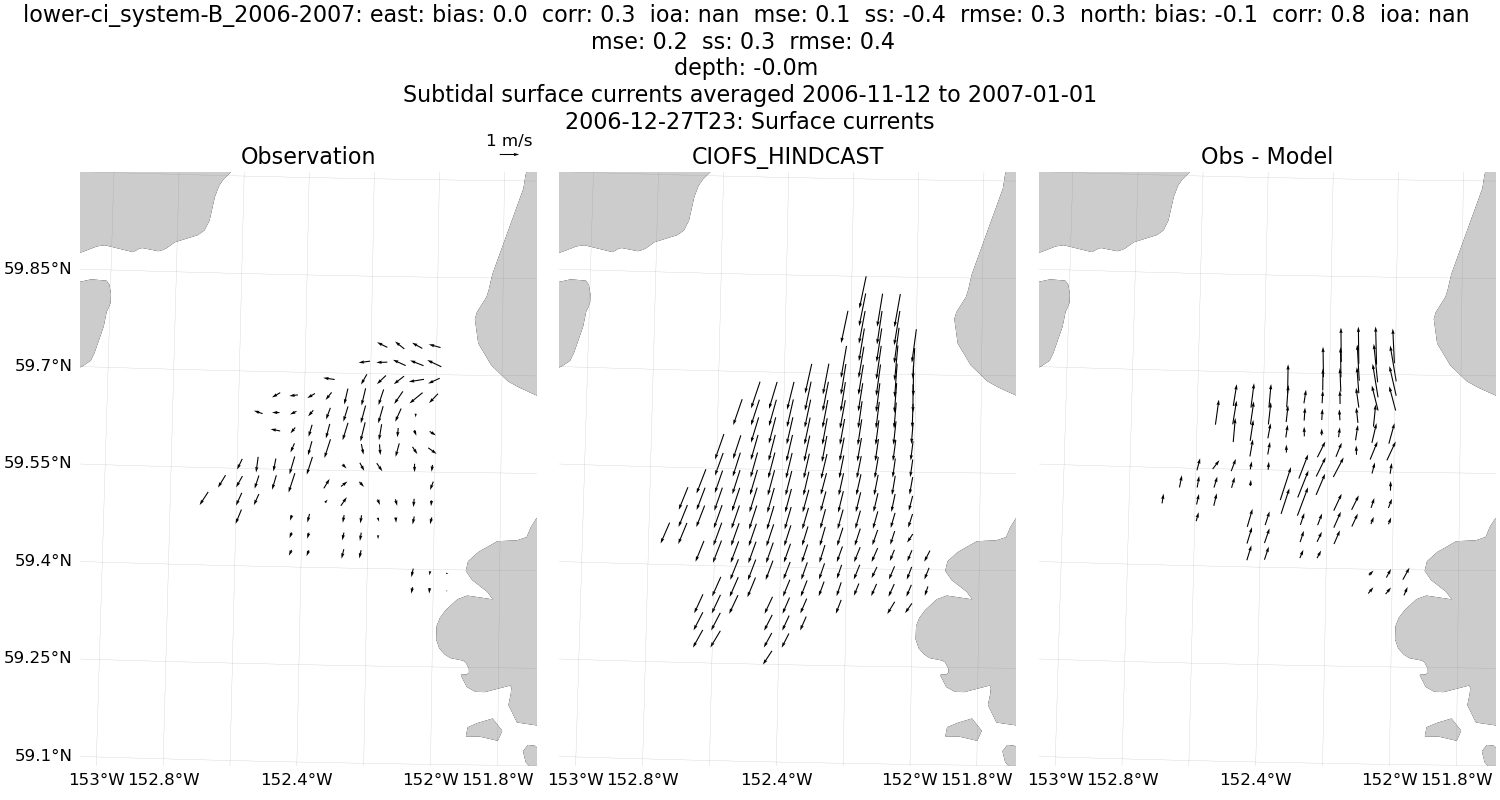 lower-ci_system-B_2006-2007: east: bias: 0.0  corr: 0.3  ioa: nan  mse: 0.1  ss: -0.4  rmse: 0.3  north: bias: -0.1  corr: 0.8  ioa: nan
mse: 0.2  ss: 0.3  rmse: 0.4
depth: -0.0m
Subtidal surface currents averaged 2006-11-12 to 2007-01-01
2006-12-27T23: Surface currents
1 m/s
Observation
CIOFS_HINDCAST
Obs - Model
59.85°N
59.7°N
59.55°N
59.4°N
59.25°N
59.1°N
153°W 152.8°W 152.4°W 152°W 151.8°W
153°W 152.8°W 152.4°W 152°W 151.8°W
153°W 152.8°W 152.4°W 152°W 151.8°W